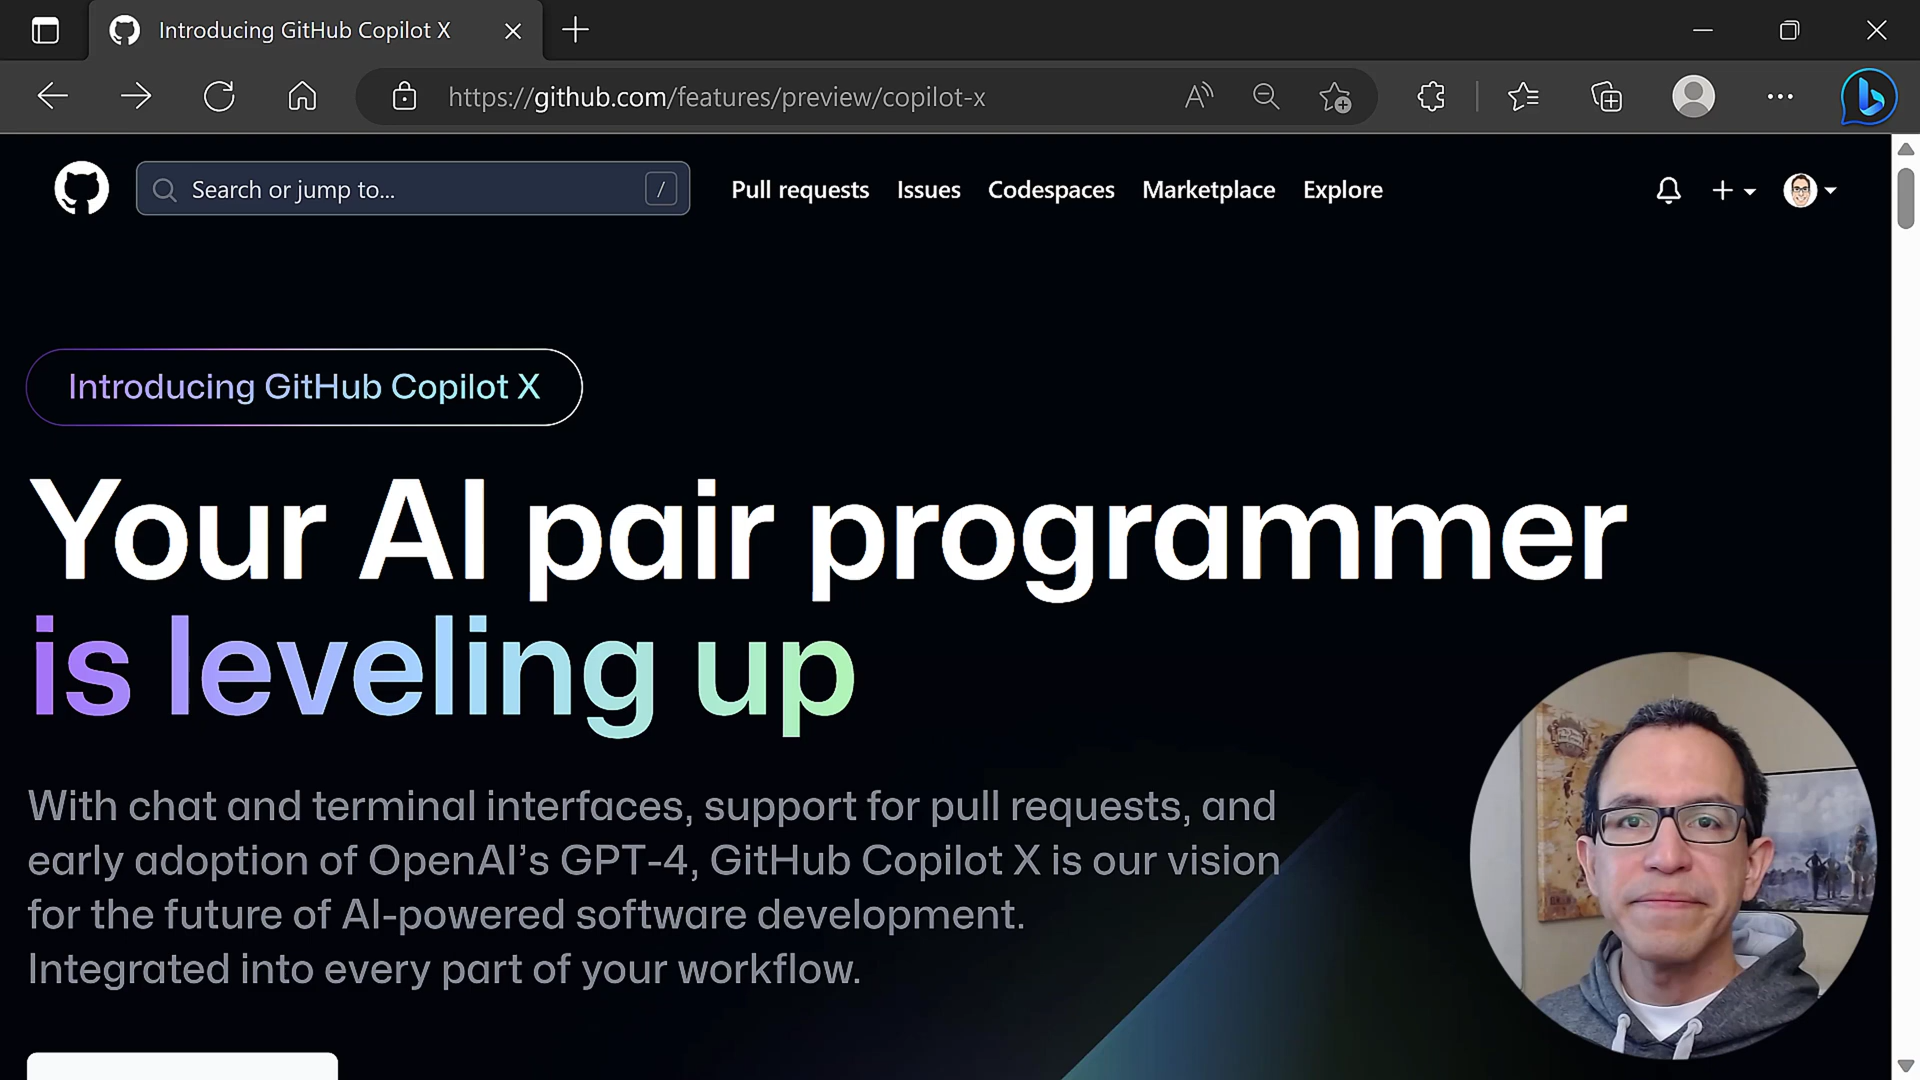 Introducing GitHub Copilot X
https://github.com/features/preview/copilot-x
Search or jump to... /
Pull requests Issues Codespaces Marketplace Explore
Introducing GitHub Copilot X
Your AI pair programmer
is leveling up
With chat and terminal interfaces, support for pull requests, and
early adoption of OpenAI’s GPT-4, GitHub Copilot X is our vision
for the future of AI-powered software development.
Integrated into every part of your workflow.